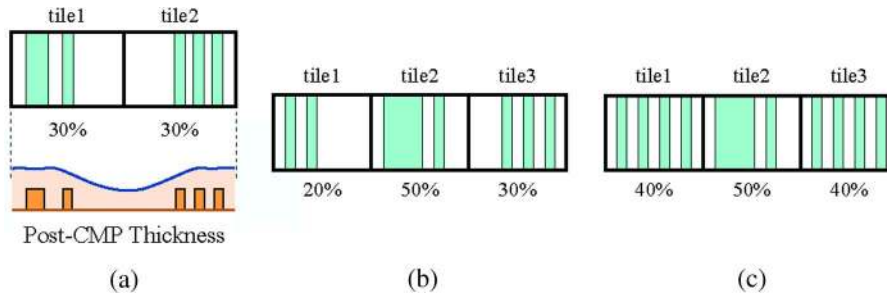 tile1 tile2
30% 30%
Post-CMP Thickness
(a)
tile1 tile2 tile3
20% 50% 30%
(b)
tile1 tile2 tile3
40% 50% 40%
(c)